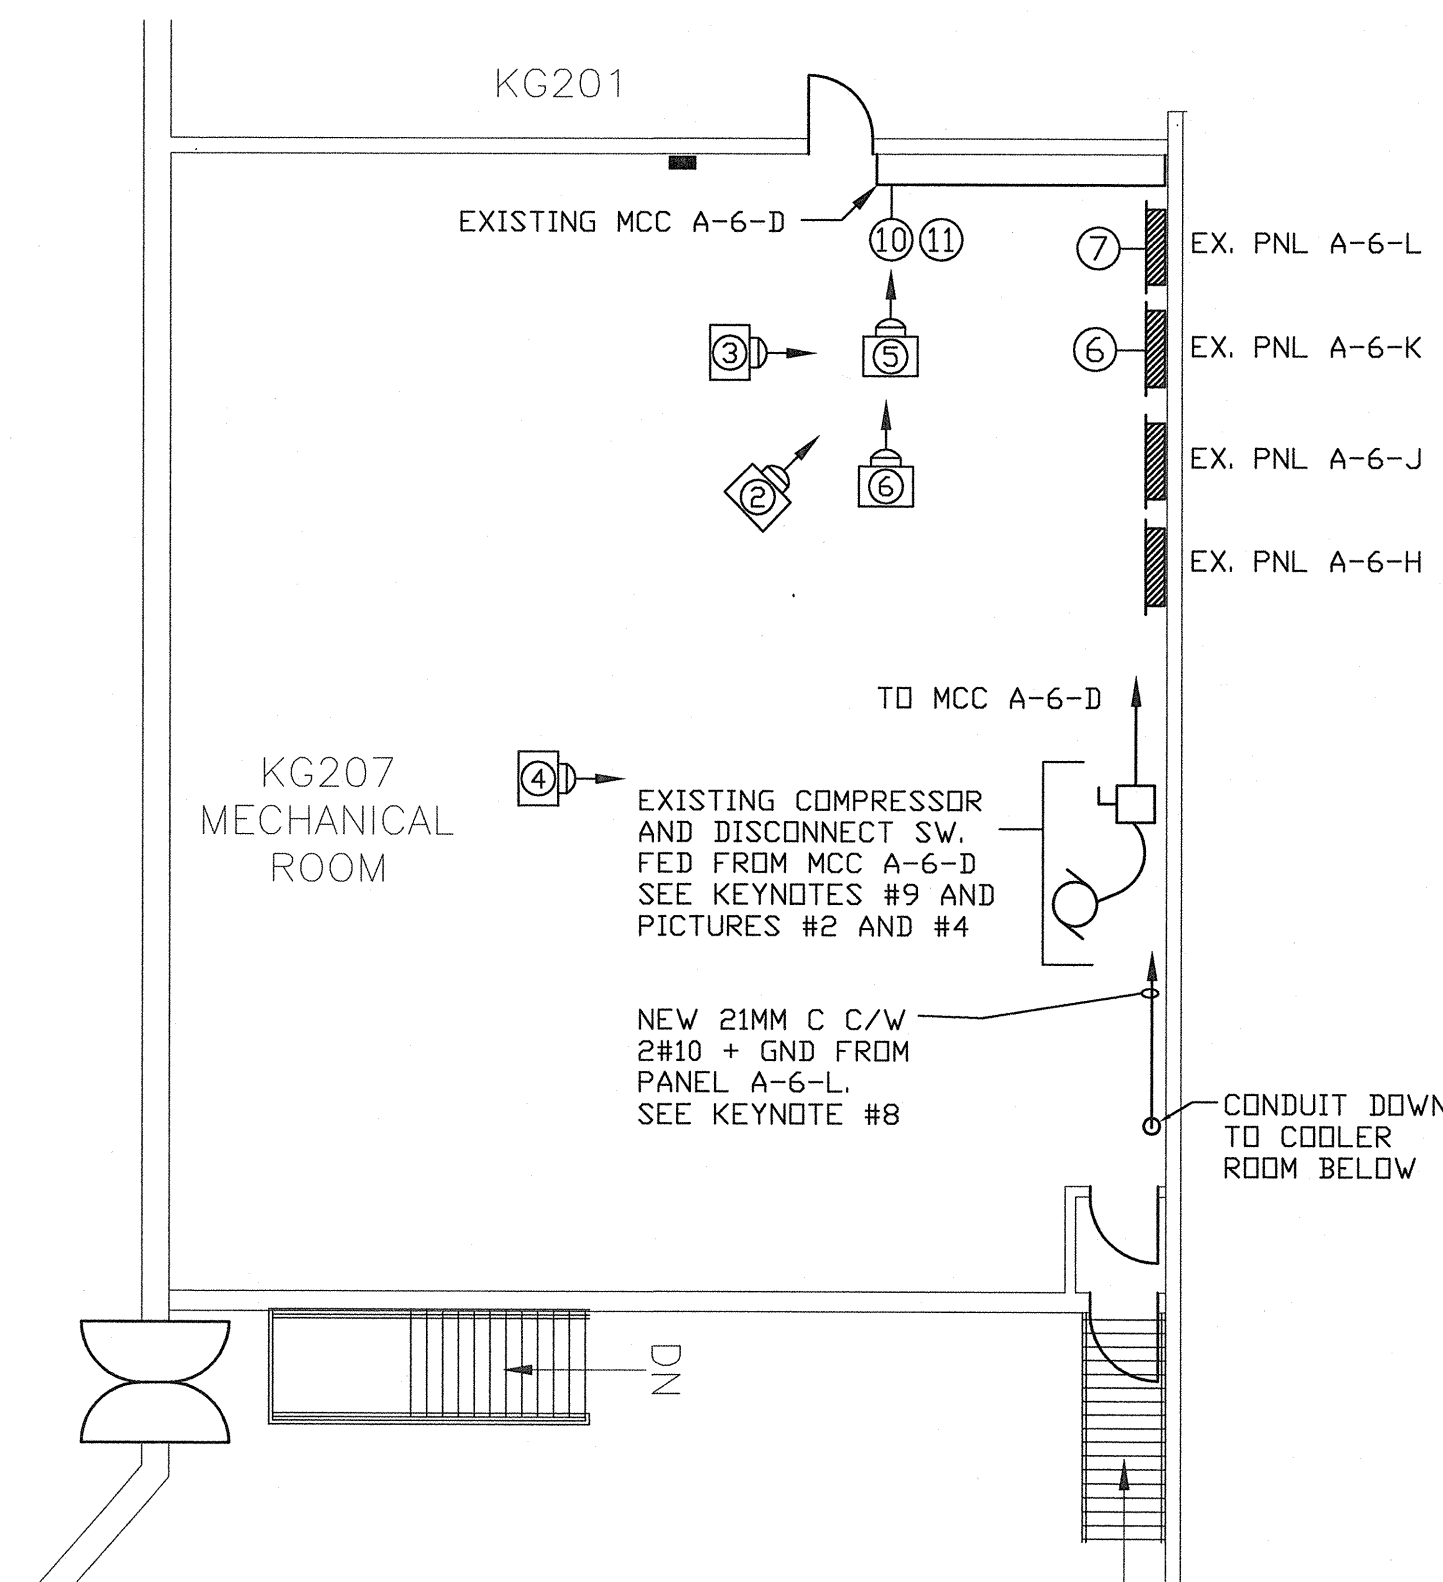 KG201
EXISTING MCC A-6-D
10
11
7
EX. PNL A-6-L
3
5
6
EX. PNL A-6-K
2
6
EX. PNL A-6-J
EX. PNL A-6-H
TO MCC A-6-D
KG207
MECHANICAL
ROOM
4
EXISTING COMPRESSOR
AND DISCONNECT SW.
FED FROM MCC A-6-D
SEE KEYNOTES #9 AND
PICTURES #2 AND #4
NEW 21MM C C/W
2#10 + GND FROM
PANEL A-6-L.
SEE KEYNOTE #8
CONDUIT DOWN
TO COOLER
ROOM BELOW
DN